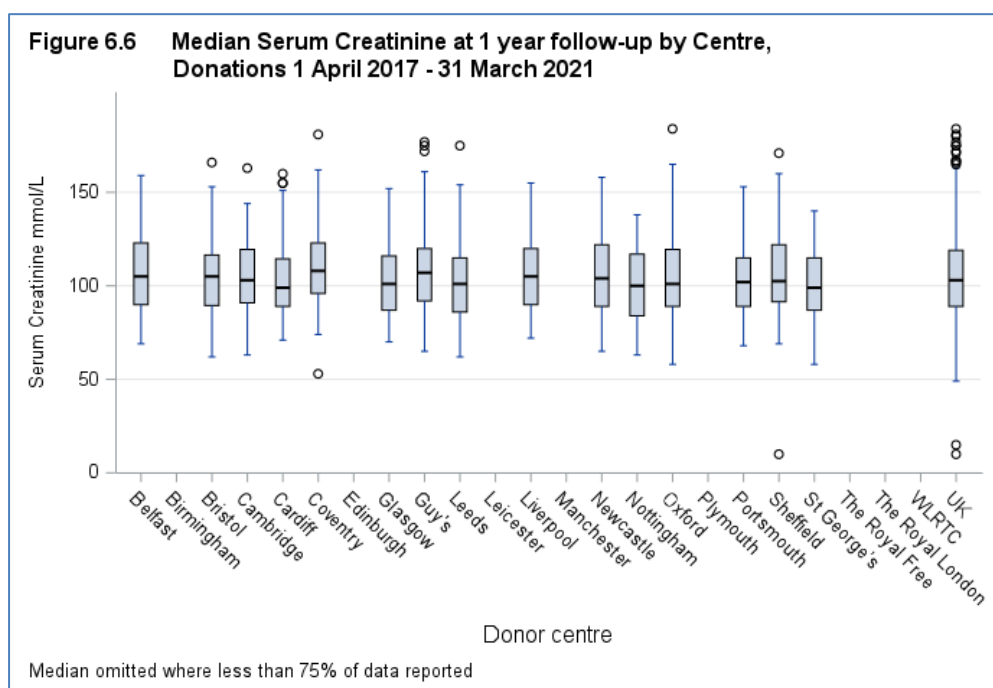 Figure 6.6 Median Serum Creatinine at 1 year follow-up by Centre,
Donations 1 April 2017 - 31 March 2021
Serum Creatinine mmol/L
150
100
50
0
Belfast
Birmingham
Bristol
Cambridge
Cardiff
Coventry
Edinburgh
Glasgow
Guy's
Leeds
Leicester
Liverpool
Manchester
Newcastle
Nottingham
Oxford
Plymouth
Portsmouth
Sheffield
St George's
The Royal Free
The Royal London
WLRTC
UK
Donor centre
Median omitted where less than 75% of data reported